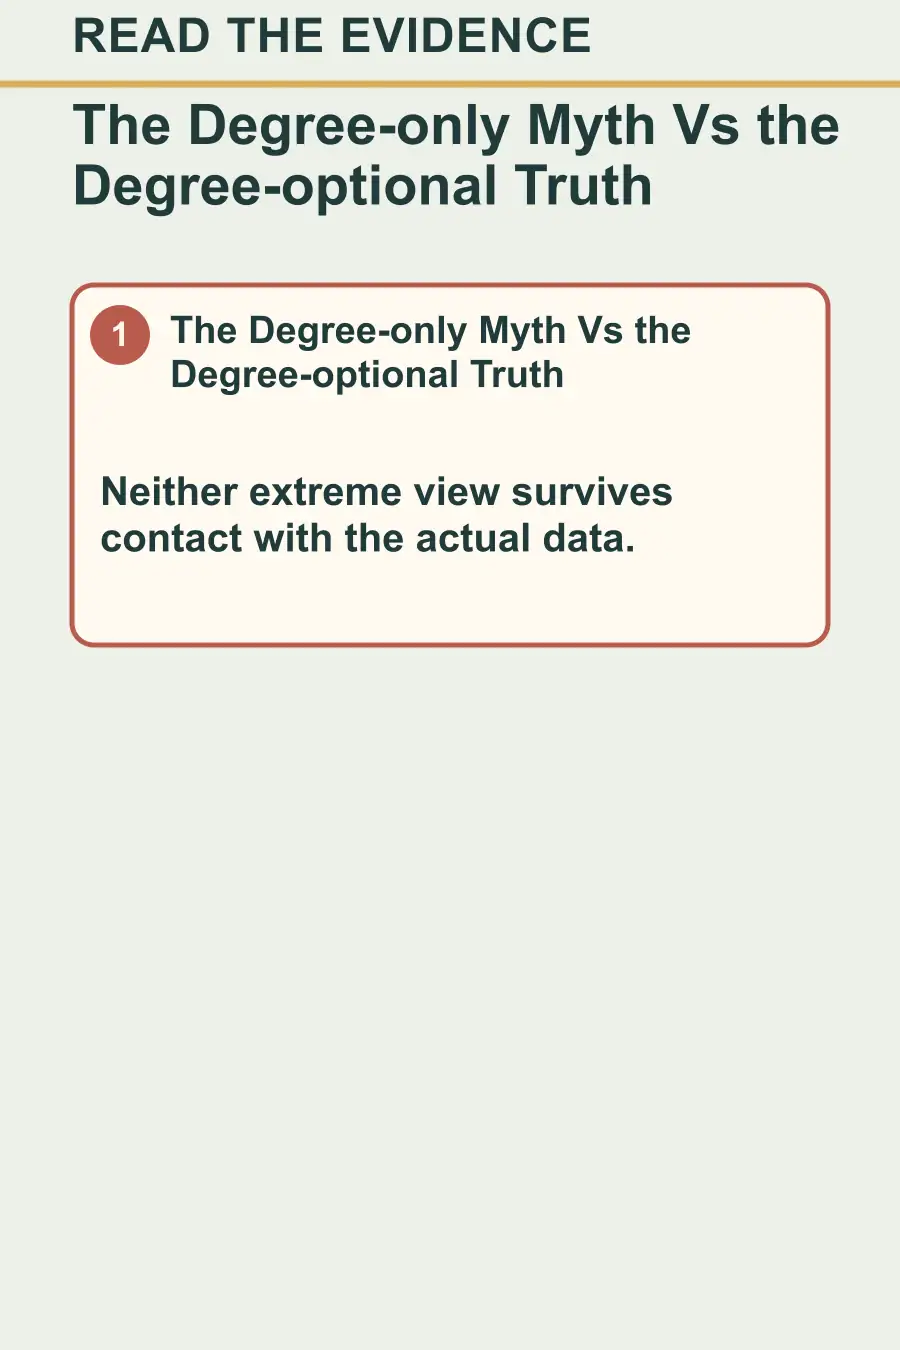 READ THE EVIDENCE
The Degree-only Myth Vs the
Degree-optional Truth
1
The Degree-only Myth Vs the
Degree-optional Truth
Neither extreme view survives
contact with the actual data.